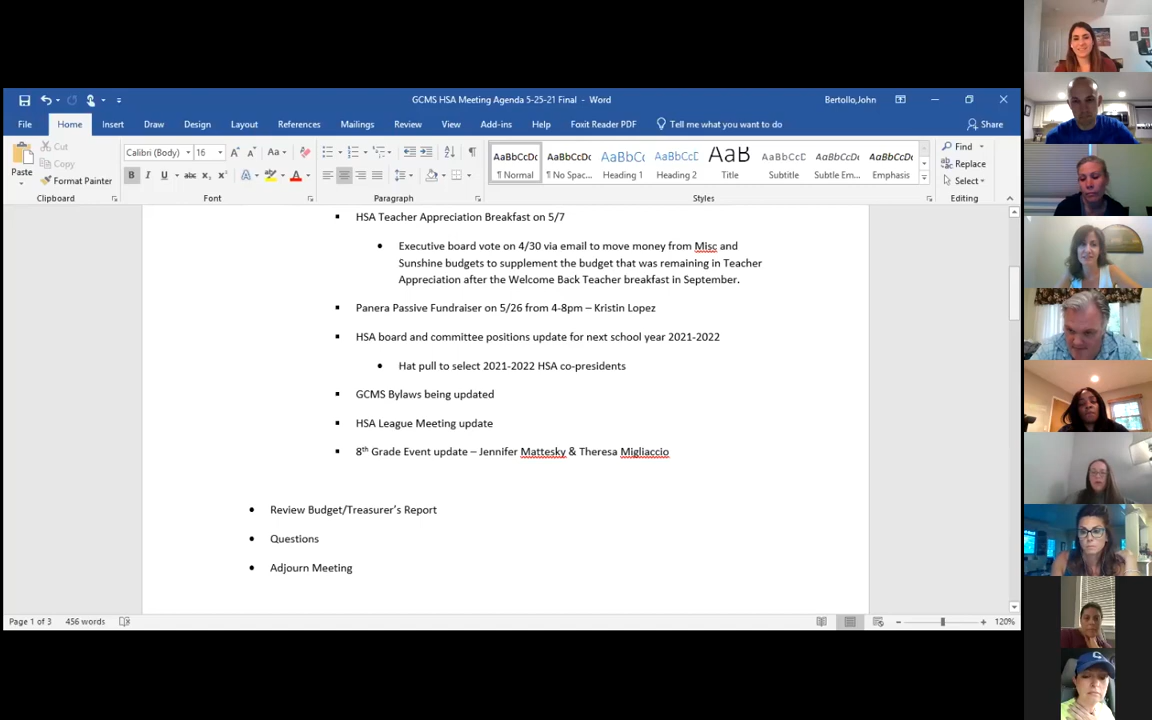 GCMS HSA Meeting Agenda 5-25-21 Final - Word
Bertollo,John
File Home Insert Draw Design Layout References Mailings Review View Add-ins Help Foxit Reader PDF Tell me what you want to do Share
Paste
Cut
Copy
Format Painter
Clipboard
Calibri (Body) 16
Font
Paragraph
AaBbCcDc AaBbCcDc AaBbCc AaBbCcD AaB AaBbCcD AaBbCcDc AaBbCcDc
¶ Normal ¶ No Spac... Heading 1 Heading 2 Title Subtitle Subtle Em... Emphasis
Styles
Find
Replace
Select
Editing
▪ HSA Teacher Appreciation Breakfast on 5/7
• Executive board vote on 4/30 via email to move money from Misc and
Sunshine budgets to supplement the budget that was remaining in Teacher
Appreciation after the Welcome Back Teacher breakfast in September.
▪ Panera Passive Fundraiser on 5/26 from 4-8pm – Kristin Lopez
▪ HSA board and committee positions update for next school year 2021-2022
• Hat pull to select 2021-2022 HSA co-presidents
▪ GCMS Bylaws being updated
▪ HSA League Meeting update
▪ 8th Grade Event update – Jennifer Mattesky & Theresa Migliaccio
• Review Budget/Treasurer's Report
• Questions
• Adjourn Meeting
Page 1 of 3 456 words
120%